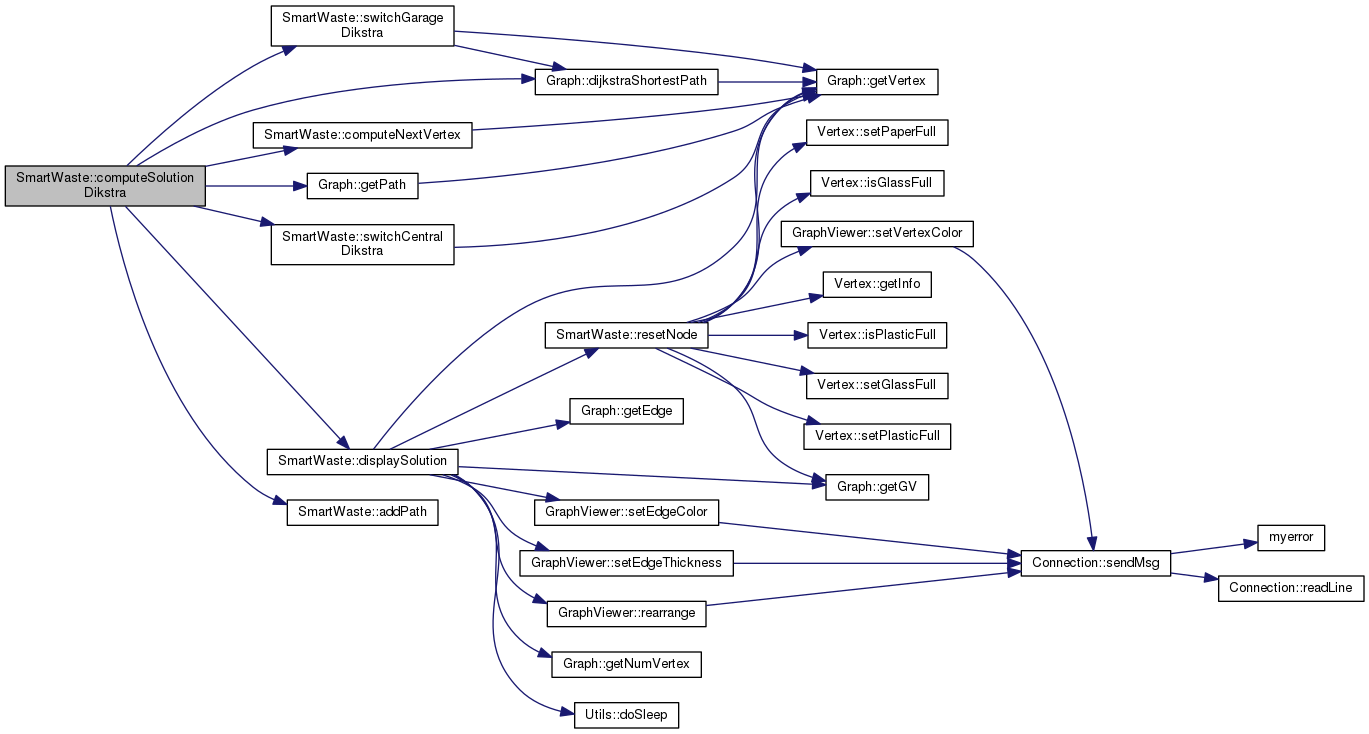 SmartWaste::switchGarage
Dikstra
Graph::dijkstraShortestPath
Graph::getVertex
SmartWaste::computeNextVertex
Vertex::setPaperFull
SmartWaste::computeSolution
Dikstra
Graph::getPath
Vertex::isGlassFull
SmartWaste::switchCentral
Dikstra
GraphViewer::setVertexColor
Vertex::getInfo
SmartWaste::resetNode
Vertex::isPlasticFull
Vertex::setGlassFull
Graph::getEdge
Vertex::setPlasticFull
SmartWaste::displaySolution
Graph::getGV
SmartWaste::addPath
GraphViewer::setEdgeColor
myerror
GraphViewer::setEdgeThickness
Connection::sendMsg
Connection::readLine
GraphViewer::rearrange
Graph::getNumVertex
Utils::doSleep